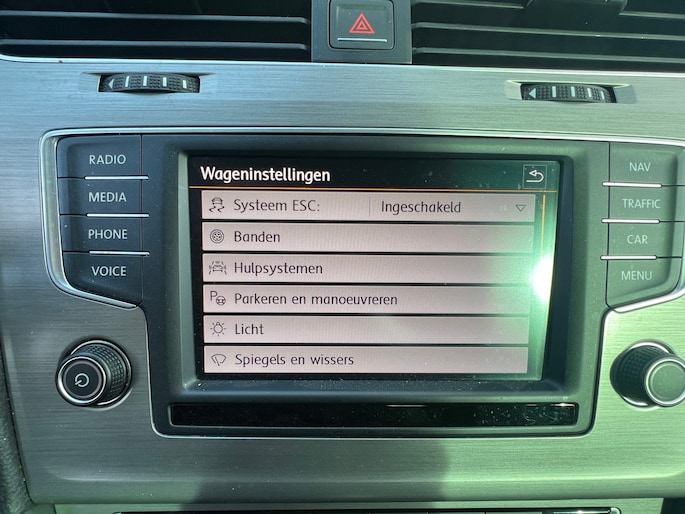 RADIO
MEDIA
PHONE
VOICE
Wageninstellingen
Systeem ESC: Ingeschakeld
Banden
Hulpsystemen
P Parkeren en manoeuvreren
Licht
Spiegels en wissers
NAV
TRAFFIC
CAR
MENU